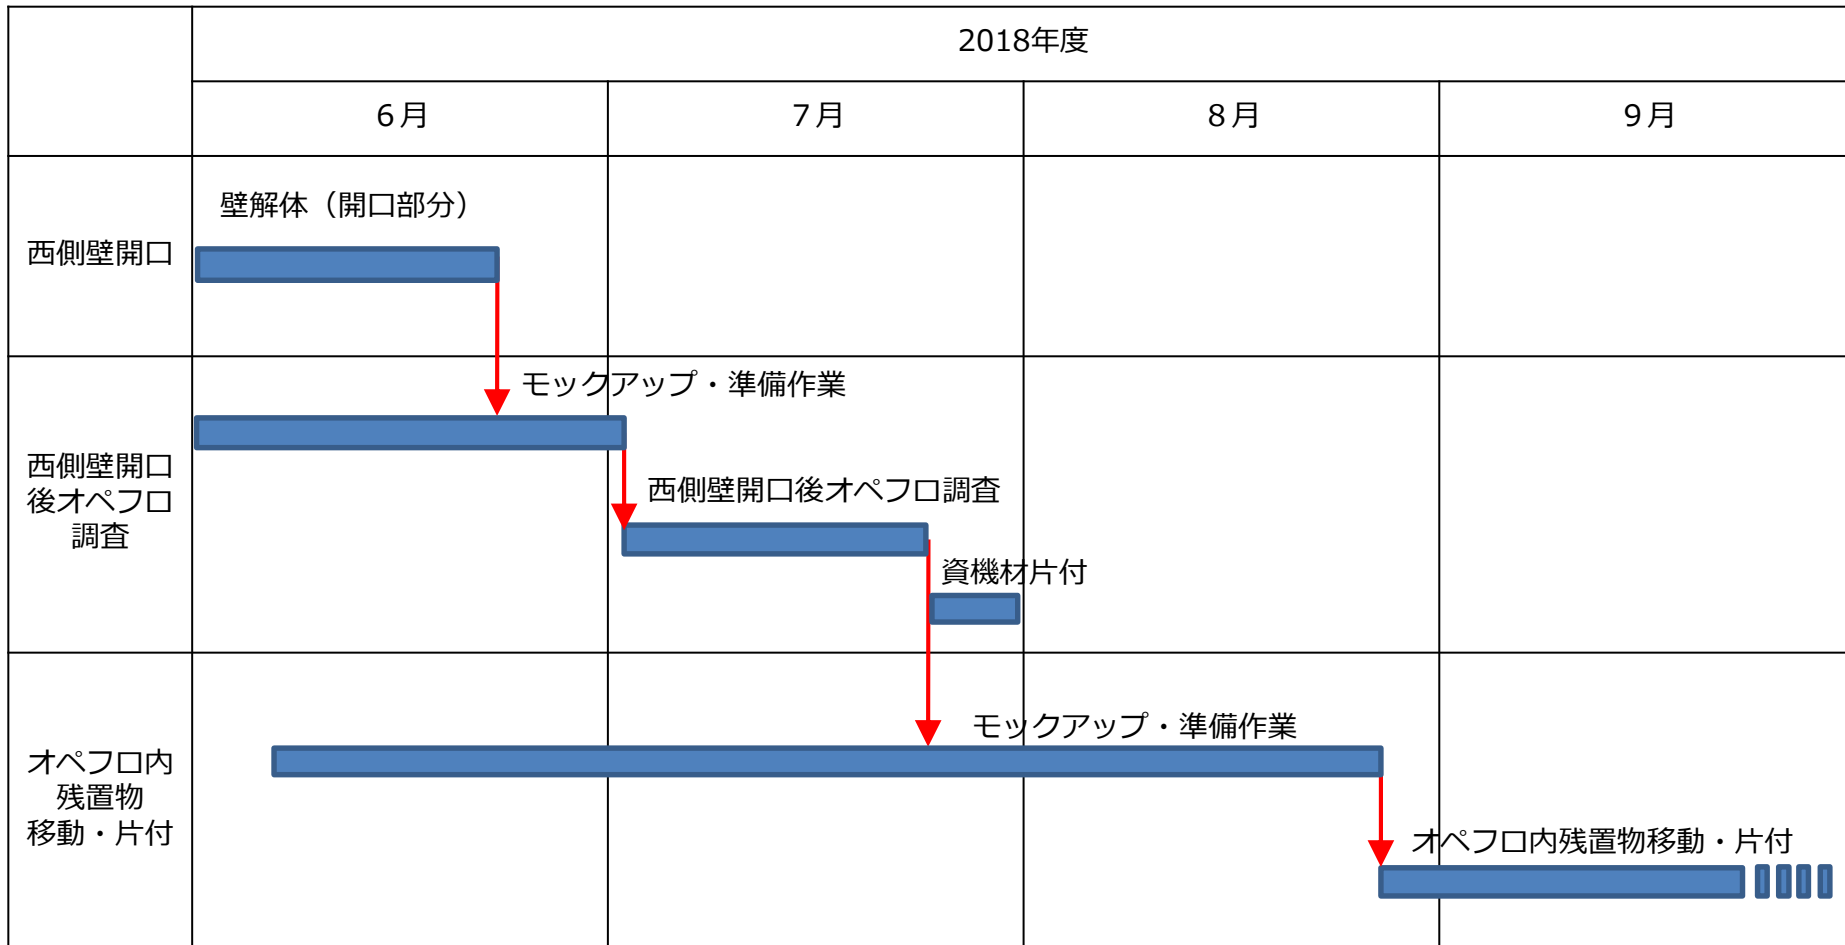 2018年度
６月
７月
８月
９月
西側壁開口
壁解体（開口部分）
西側壁開口
後オペフロ
調査
モックアップ・準備作業
西側壁開口後オペフロ調査
資機材片付
オペフロ内
残置物
移動・片付
モックアップ・準備作業
オペフロ内残置物移動・片付